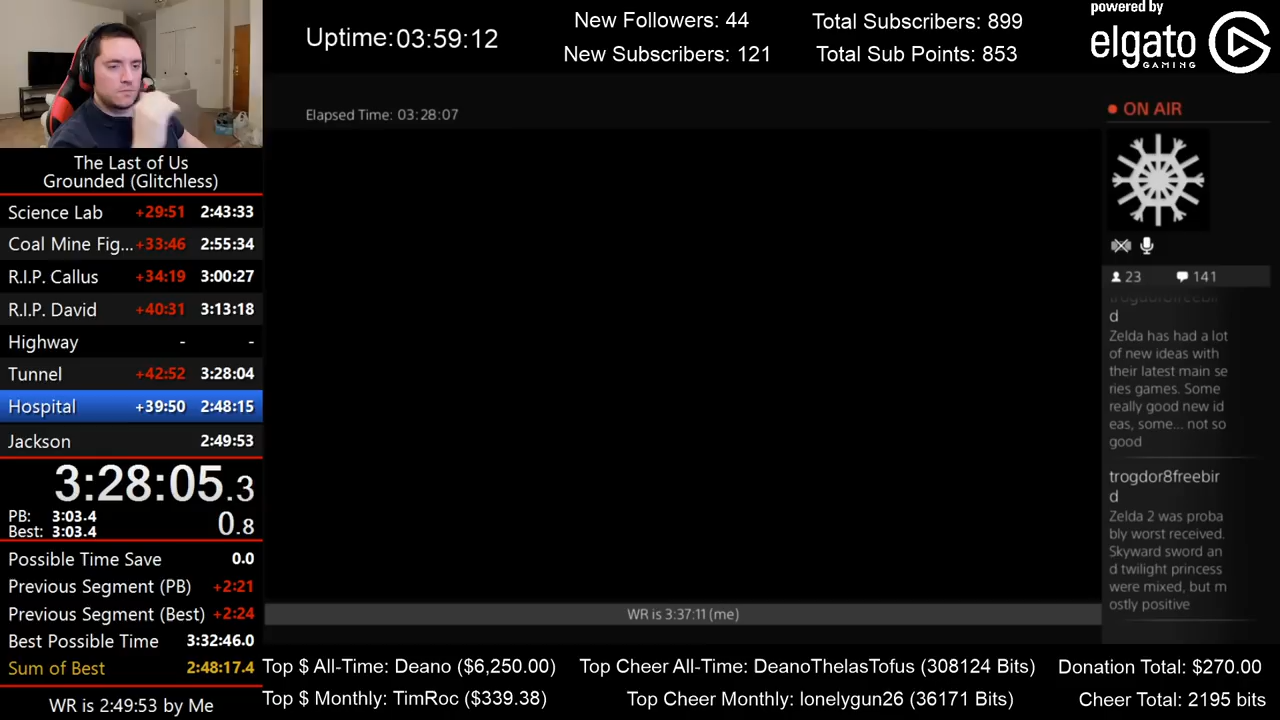 Uptime: 03:59:12
New Followers: 44
New Subscribers: 121
Total Subscribers: 899
Total Sub Points: 853
powered by
elgato
GAMING
Elapsed Time: 03:28:07
ON AIR
The Last of Us
Grounded (Glitchless)
Science Lab +29:51 2:43:33
Coal Mine Fig... +33:46 2:55:34
R.I.P. Callus +34:19 3:00:27
R.I.P. David +40:31 3:13:18
Highway - -
Tunnel +42:52 3:28:04
Hospital +39:50 2:48:15
Jackson 2:49:53
3:28:05.3
PB: 3:03.4
Best: 3:03.4
0.8
Possible Time Save 0.0
Previous Segment (PB) +2:21
Previous Segment (Best) +2:24
Best Possible Time 3:32:46.0
Sum of Best 2:48:17.4
WR is 2:49:53 by Me
23 141
d
Zelda has had a lot
of new ideas with
their latest main se
ries games. Some
really good new id
eas, some... not so
good
trogdor8freebir
d
Zelda 2 was proba
bly worst received.
Skyward sword an
d twilight princess
were mixed, but m
ostly positive
WR is 3:37:11 (me)
Top $ All-Time: Deano ($6,250.00)
Top Cheer All-Time: DeanoThelasTofus (308124 Bits)
Donation Total: $270.00
Top $ Monthly: TimRoc ($339.38)
Top Cheer Monthly: lonelygun26 (36171 Bits)
Cheer Total: 2195 bits